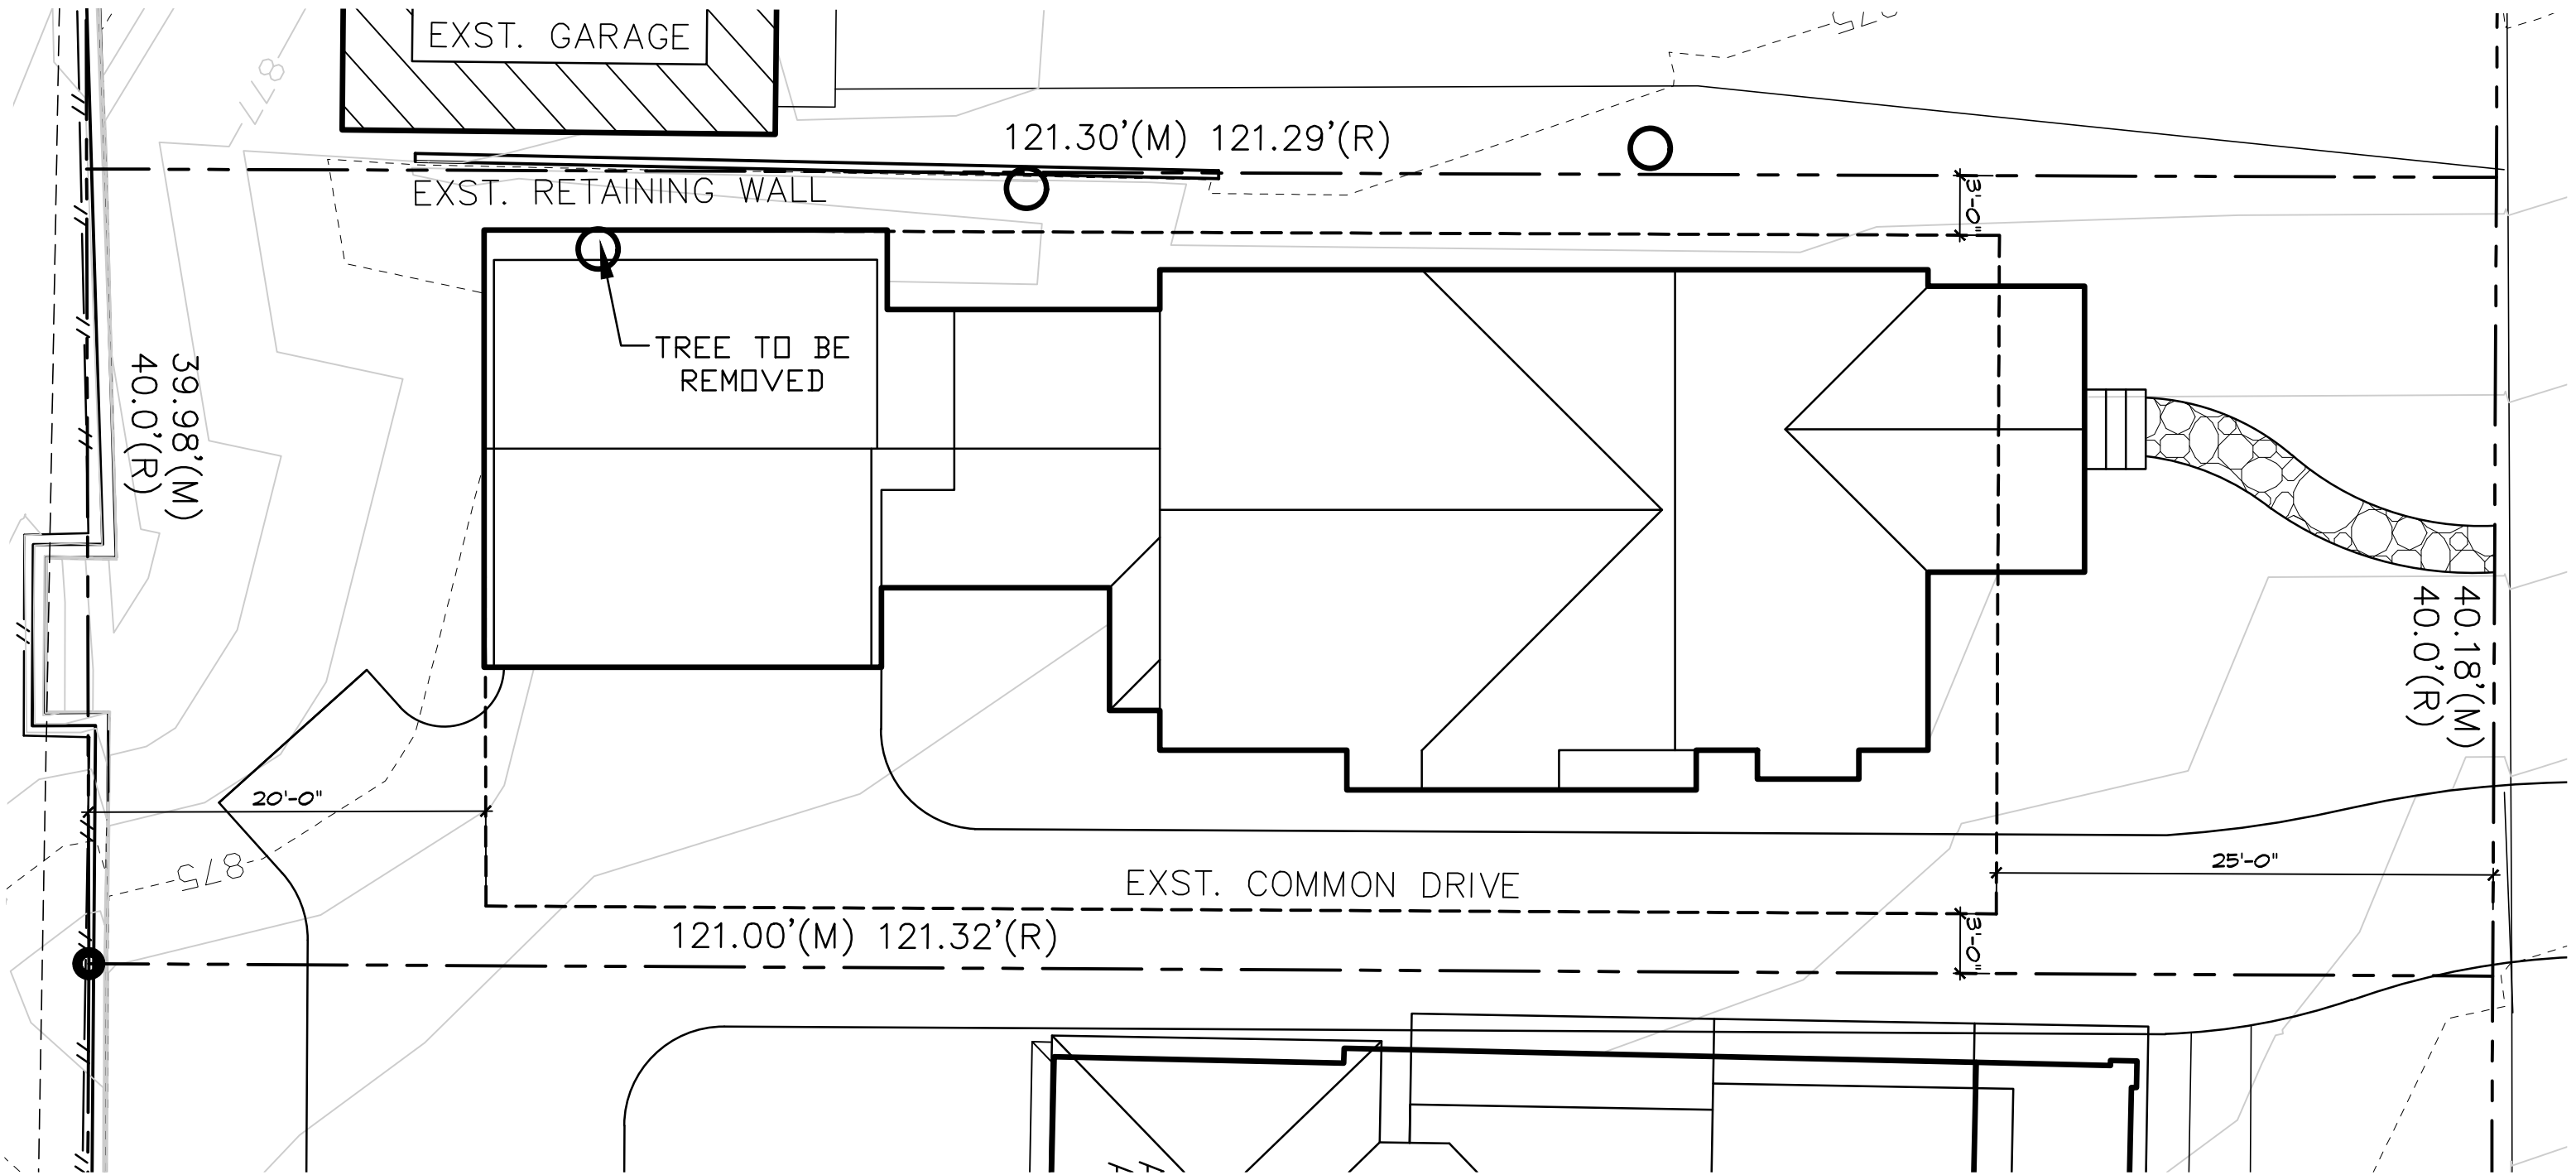 EXST. GARAGE
75
877
121.30'(M) 121.29'(R)
EXST. RETAINING WALL
3'-0"
TREE TO BE
REMOVED
39.98'(M)
40.0'(R)
40.18'(M)
40.0'(R)
20'-0"
875
25'-0"
EXST. COMMON DRIVE
121.00'(M) 121.32'(R)
3'-0"